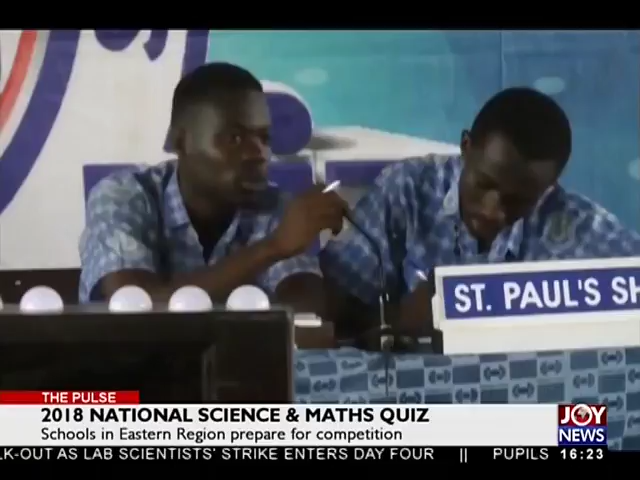 ST. PAUL'S SH
THE PULSE
2018 NATIONAL SCIENCE & MATHS QUIZ
Schools in Eastern Region prepare for competition
JOY
NEWS
LK-OUT AS LAB SCIENTISTS' STRIKE ENTERS DAY FOUR || PUPILS 16:23